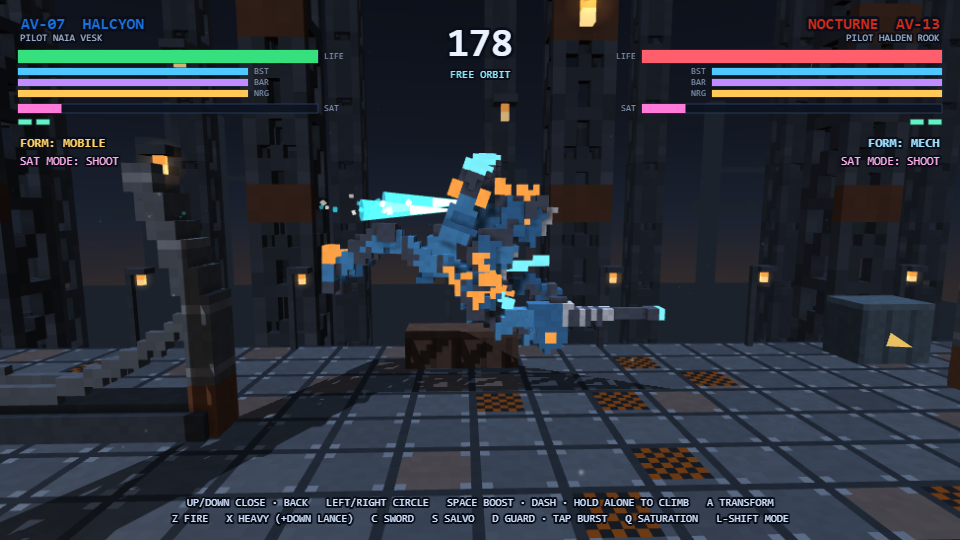 AV-07 HALCYON
PILOT NAIA VESK
LIFE
BST
BAR
NRG
SAT
FORM: MOBILE
SAT MODE: SHOOT
178
FREE ORBIT
NOCTURNE AV-13
PILOT HALDEN ROOK
LIFE
BST
BAR
NRG
SAT
FORM: MECH
SAT MODE: SHOOT
UP/DOWN CLOSE · BACK LEFT/RIGHT CIRCLE SPACE BOOST · DASH · HOLD ALONE TO CLIMB A TRANSFORM
Z FIRE X HEAVY (+DOWN LANCE) C SWORD S SALVO D GUARD · TAP BURST Q SATURATION L-SHIFT MODE